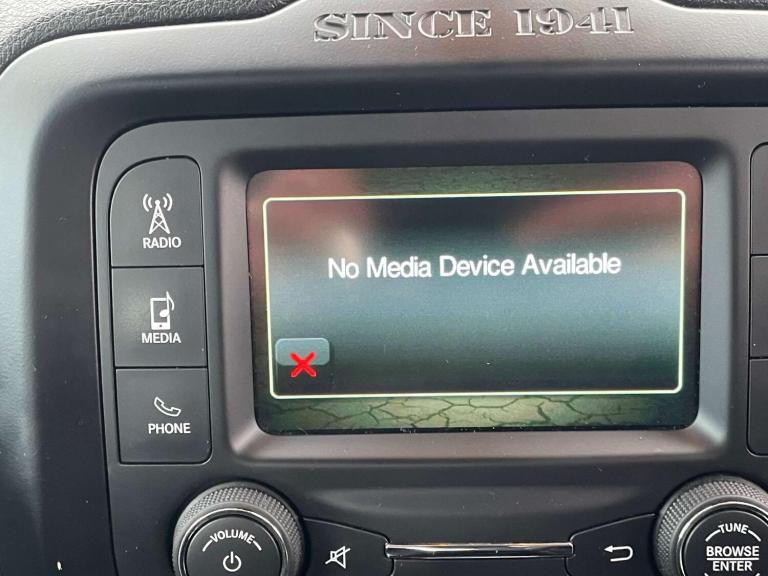 SINCE 1941
RADIO
No Media Device Available
MEDIA
PHONE
VOLUME
TUNE
BROWSE
ENTER